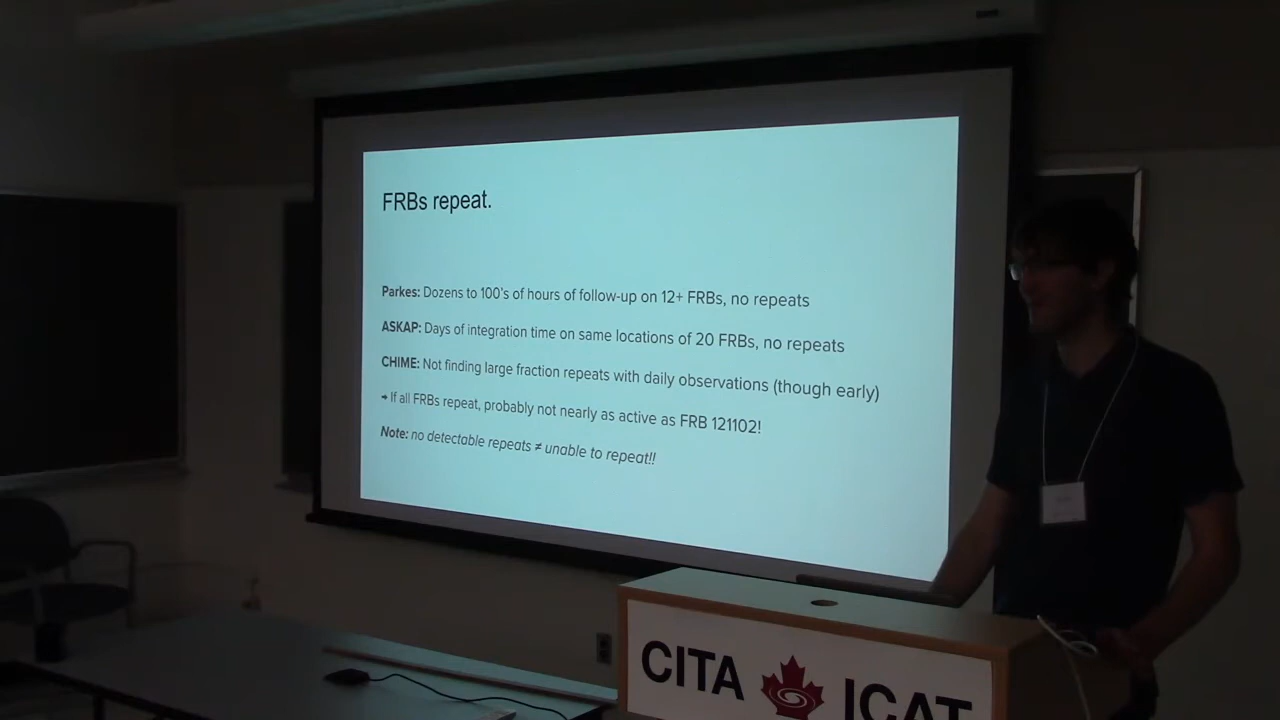 FRBs repeat.
Parkes: Dozens to 100's of hours of follow-up on 12+ FRBs, no repeats
ASKAP: Days of integration time on same locations of 20 FRBs, no repeats
CHIME: Not finding large fraction repeats with daily observations (though early)
→ If all FRBs repeat, probably not nearly as active as FRB 121102!
Note: no detectable repeats ≠ unable to repeat!!
CITA ICAT